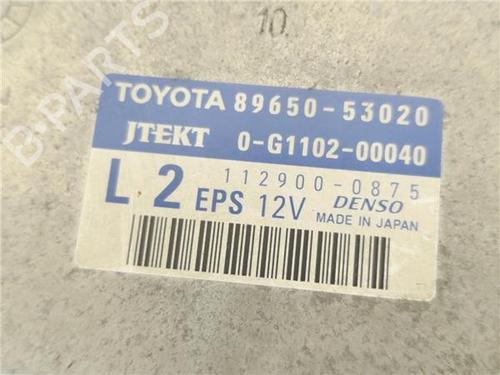 10
TOYOTA 89650-53020
JTEKT 0-G1102-00040
L 2 EPS 12V 112900-0875
DENSO
MADE IN JAPAN
B-PARTS